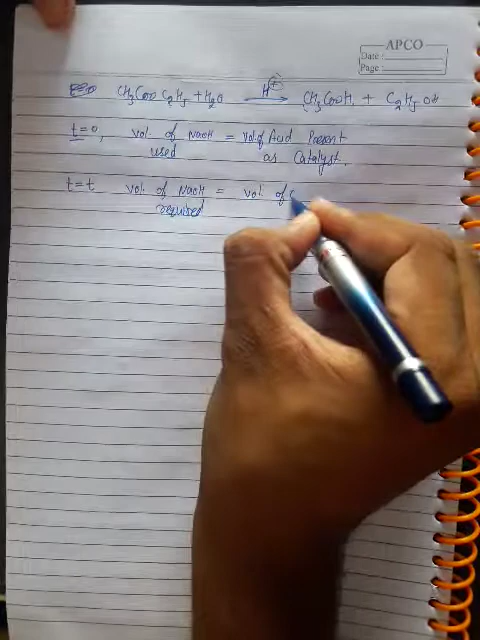 APCO
Date :
Page :
CH3COOC2H5 + H2O —H+→ CH3COOH + C2H5OH
t=0, Vol. of NaOH = Vol. of Acid Present
used as Catalyst.
t=t Vol. of NaOH = Vol. of
required